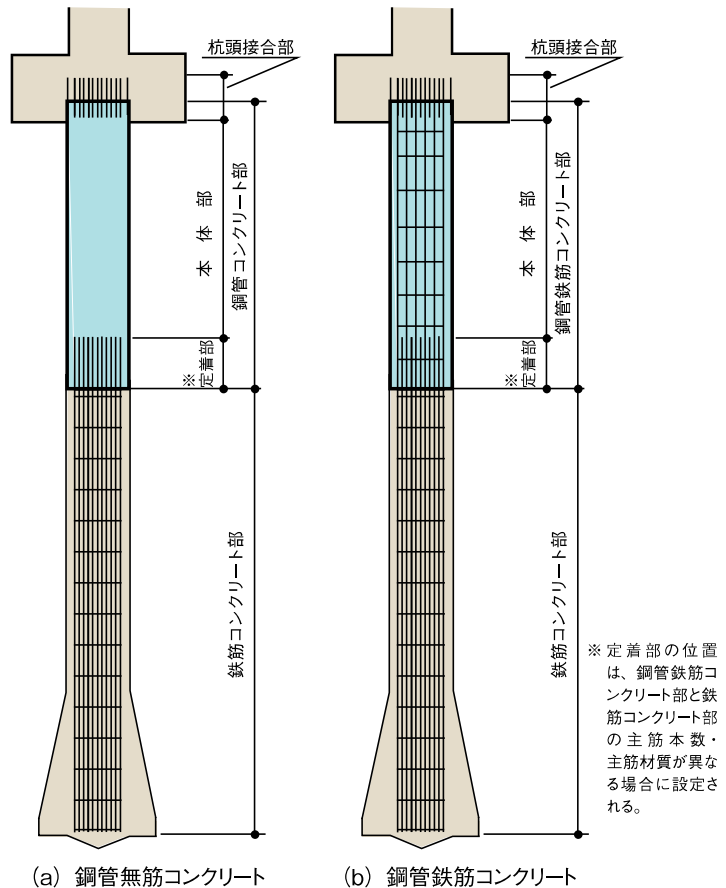 杭頭接合部
本体部
鋼管コンクリート部
※定着部
鉄筋コンクリート部
(a) 鋼管無筋コンクリート
杭頭接合部
本体部
鋼管鉄筋コンクリート部
※定着部
鉄筋コンクリート部
(b) 鋼管鉄筋コンクリート
※定着部の位置
は、鋼管鉄筋コ
ンクリート部と鉄
筋コンクリート部
の主筋本数・
主筋材質が異な
る場合に設定さ
れる。